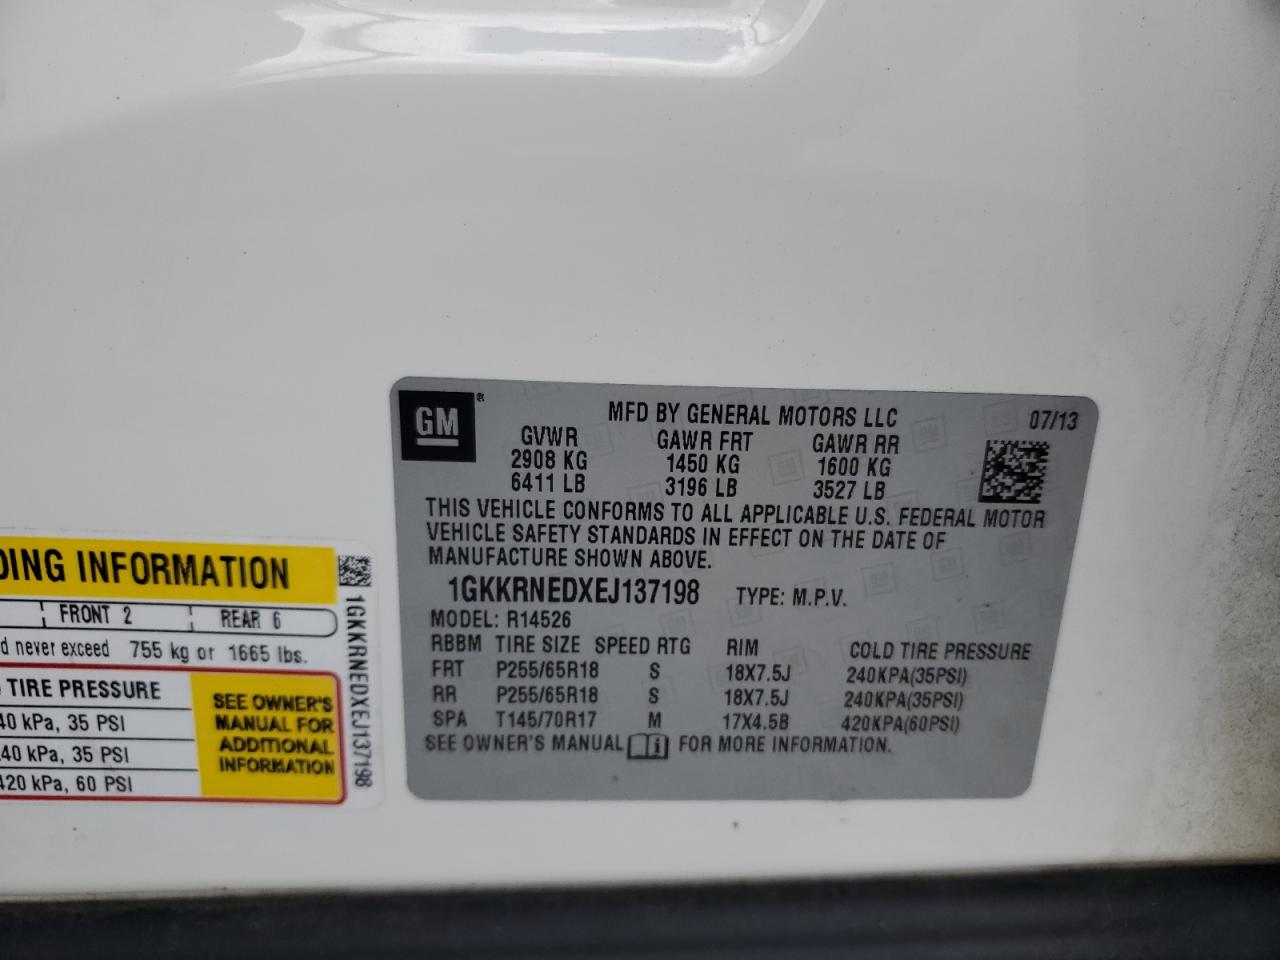 GM®
MFD BY GENERAL MOTORS LLC 07/13
GVWR GAWR FRT GAWR RR
2908 KG 1450 KG 1600 KG
6411 LB 3196 LB 3527 LB
THIS VEHICLE CONFORMS TO ALL APPLICABLE U.S. FEDERAL MOTOR
VEHICLE SAFETY STANDARDS IN EFFECT ON THE DATE OF
MANUFACTURE SHOWN ABOVE.
1GKKRNEDXEJ137198 TYPE: M.P.V.
MODEL: R14526
RBBM TIRE SIZE SPEED RTG RIM COLD TIRE PRESSURE
FRT P255/65R18 S 18X7.5J 240KPA(35PSI)
RR P255/65R18 S 18X7.5J 240KPA(35PSI)
SPA T145/70R17 M 17X4.5B 420KPA(60PSI)
SEE OWNER'S MANUAL FOR MORE INFORMATION.
DING INFORMATION
FRONT 2 REAR 6
d never exceed 755 kg or 1665 lbs.
TIRE PRESSURE
40 kPa, 35 PSI
40 kPa, 35 PSI
420 kPa, 60 PSI
SEE OWNER'S
MANUAL FOR
ADDITIONAL
INFORMATION
1GKKRNEDXEJ137198